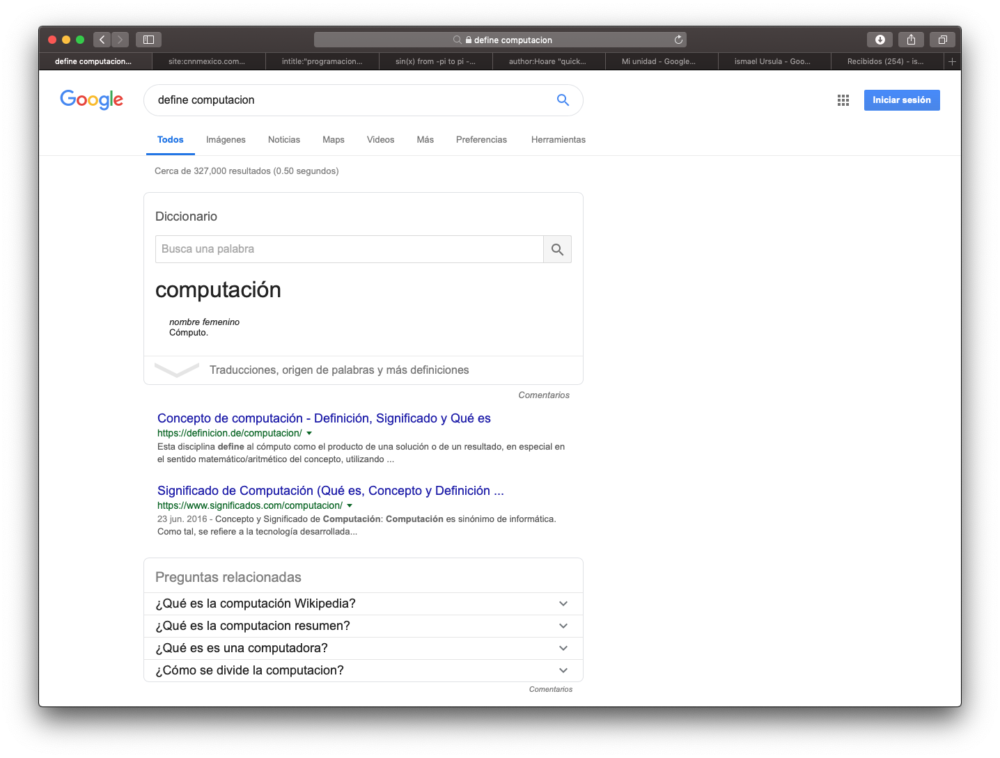 define computacion
define computacion...
site:cnnmexico.com...
intitle:"programacion...
sin(x) from -pi to pi -...
author:Hoare "quick...
Mi unidad - Google...
ismael Ursula - Goo...
Recibidos (254) - is...
Google
define computacion
Iniciar sesión
Todos
Imágenes
Noticias
Maps
Videos
Más
Preferencias
Herramientas
Cerca de 327,000 resultados (0.50 segundos)
Diccionario
Busca una palabra
computación
nombre femenino
Cómputo.
Traducciones, origen de palabras y más definiciones
Comentarios
Concepto de computación - Definición, Significado y Qué es
https://definicion.de/computacion/
Esta disciplina define al cómputo como el producto de una solución o de un resultado, en especial en
el sentido matemático/aritmético del concepto, utilizando ...
Significado de Computación (Qué es, Concepto y Definición ...
https://www.significados.com/computacion/
23 jun. 2016 - Concepto y Significado de Computación: Computación es sinónimo de informática.
Como tal, se refiere a la tecnología desarrollada...
Preguntas relacionadas
¿Qué es la computación Wikipedia?
¿Qué es la computacion resumen?
¿Qué es es una computadora?
¿Cómo se divide la computacion?
Comentarios